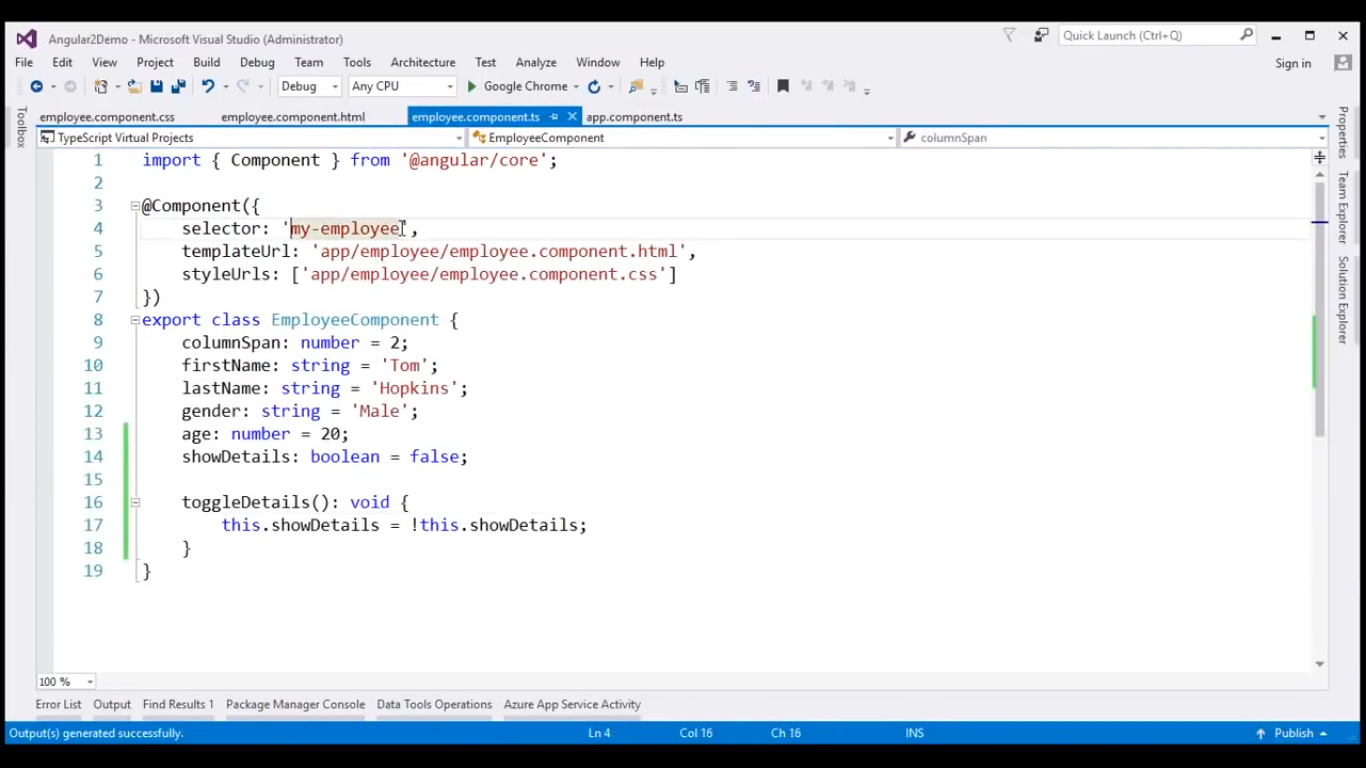 Angular2Demo - Microsoft Visual Studio (Administrator)
Quick Launch (Ctrl+Q)
File Edit View Project Build Debug Team Tools Architecture Test Analyze Window Help
Sign in
Debug Any CPU Google Chrome
employee.component.css employee.component.html employee.component.ts app.component.ts
TypeScript Virtual Projects EmployeeComponent columnSpan
Toolbox
1 import { Component } from '@angular/core';
2
3 @Component({
4 selector: 'my-employee',
5 templateUrl: 'app/employee/employee.component.html',
6 styleUrls: ['app/employee/employee.component.css']
7 })
8 export class EmployeeComponent {
9 columnSpan: number = 2;
10 firstName: string = 'Tom';
11 lastName: string = 'Hopkins';
12 gender: string = 'Male';
13 age: number = 20;
14 showDetails: boolean = false;
15
16 toggleDetails(): void {
17 this.showDetails = !this.showDetails;
18 }
19 }
Properties
Team Explorer
Solution Explorer
100 %
Error List Output Find Results 1 Package Manager Console Data Tools Operations Azure App Service Activity
Output(s) generated successfully. Ln 4 Col 16 Ch 16 INS Publish